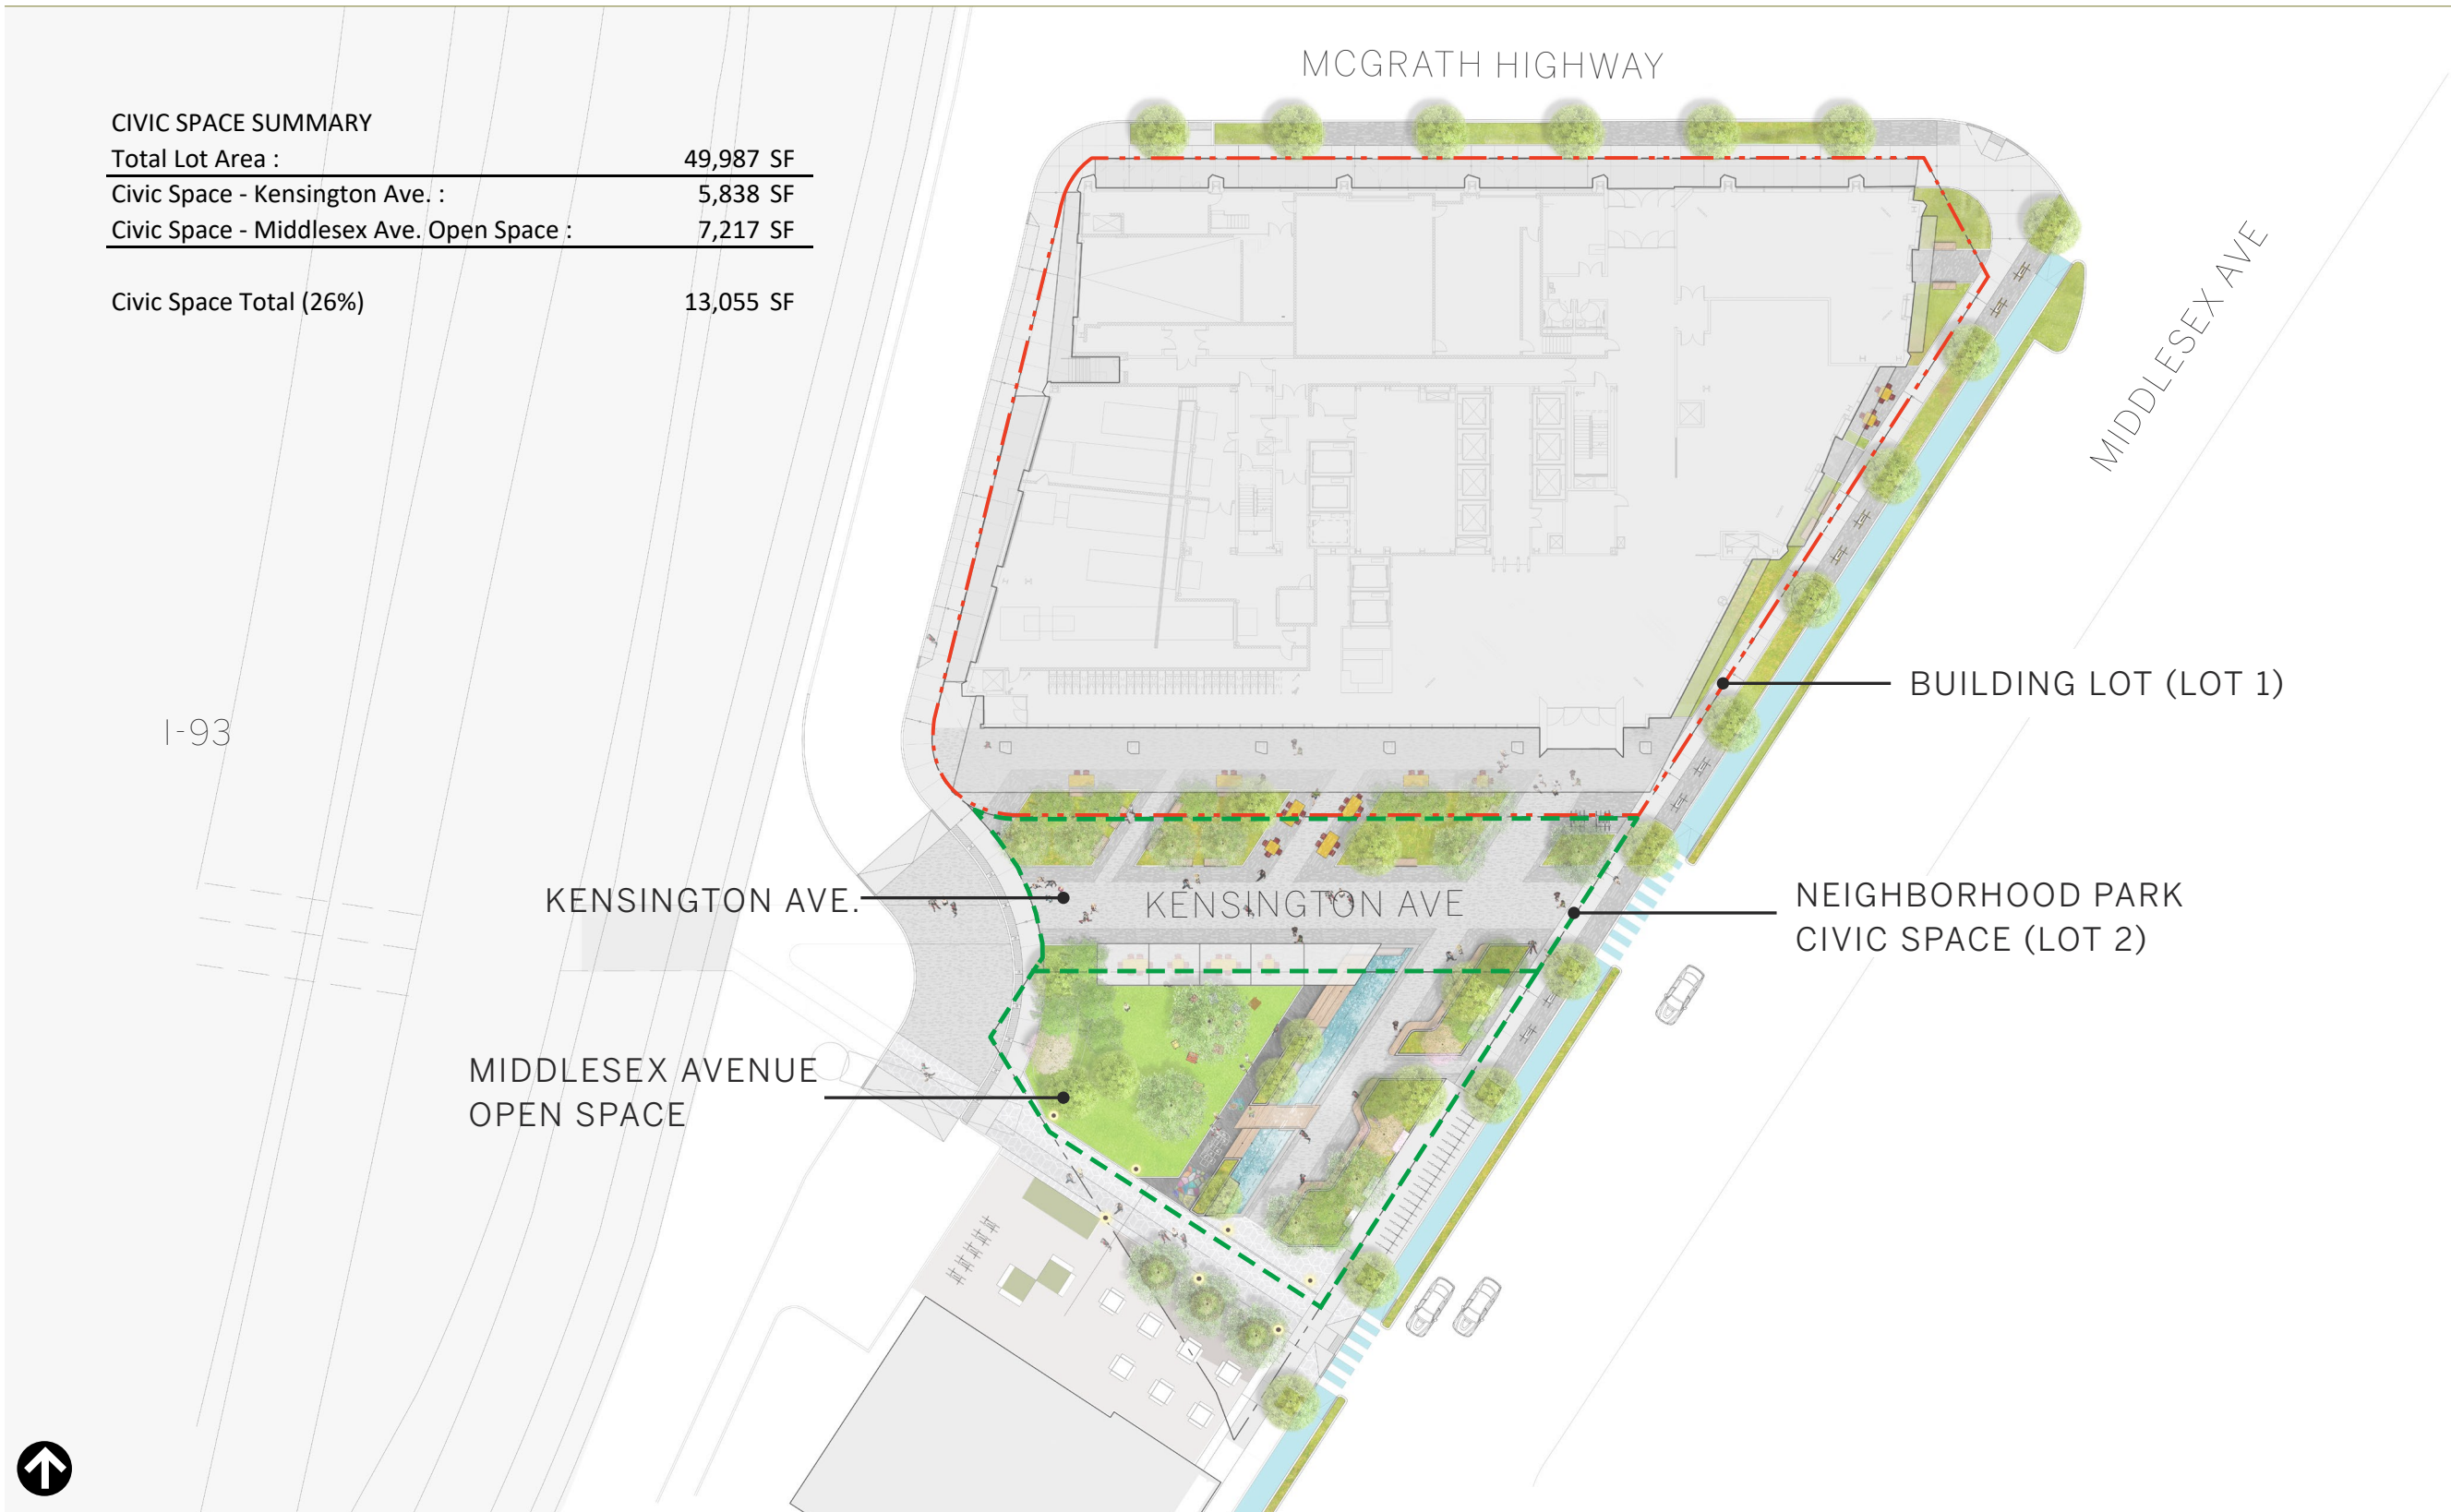 MCGRATH HIGHWAY
CIVIC SPACE SUMMARY
Total Lot Area : 49,987 SF
Civic Space - Kensington Ave. : 5,838 SF
Civic Space - Middlesex Ave. Open Space : 7,217 SF
Civic Space Total (26%) 13,055 SF
MIDDLESEX AVE
BUILDING LOT (LOT 1)
I-93
KENSINGTON AVE.
KENSINGTON AVE
NEIGHBORHOOD PARK
CIVIC SPACE (LOT 2)
MIDDLESEX AVENUE
OPEN SPACE